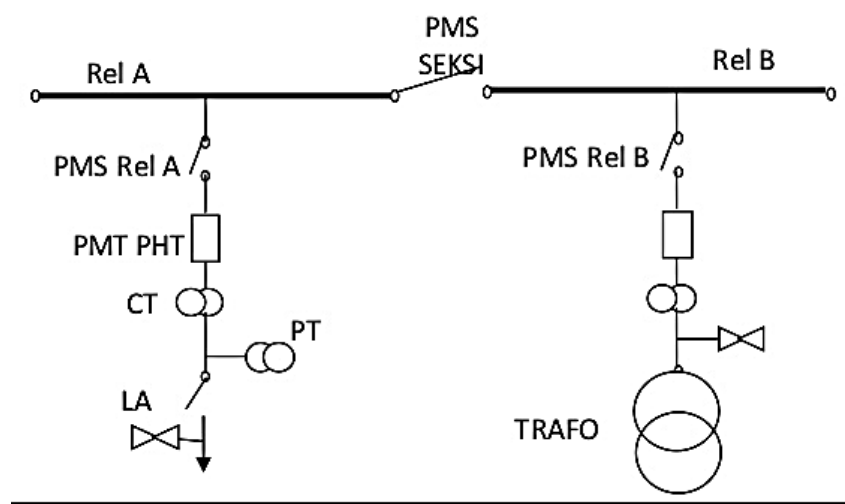 PMS
SEKSI
Rel A
Rel B
PMS Rel A
PMS Rel B
PMT PHT
CT
PT
LA
TRAFO